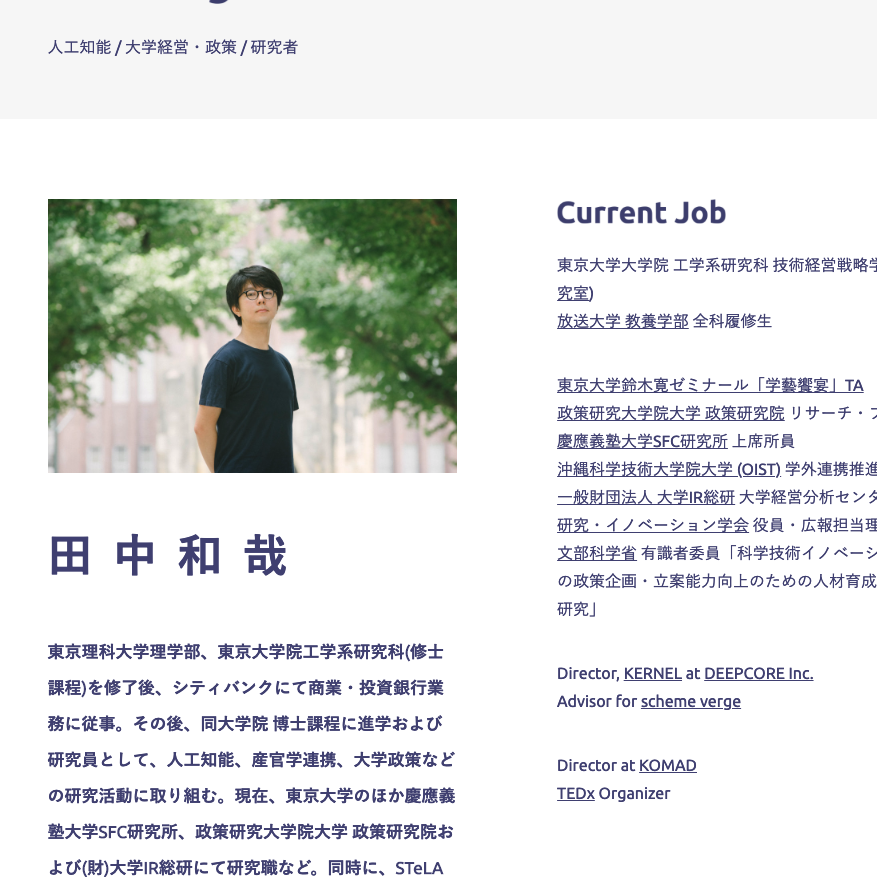 人工知能 / 大学経営・政策 / 研究者
田中和哉
東京理科大学理学部、東京大学院工学系研究科(修士
課程)を修了後、シティバンクにて商業・投資銀行業
務に従事。その後、同大学院 博士課程に進学および
研究員として、人工知能、産官学連携、大学政策など
の研究活動に取り組む。現在、東京大学のほか慶應義
塾大学SFC研究所、政策研究大学院大学 政策研究院お
よび(財)大学IR総研にて研究職など。同時に、STeLA
Current Job
東京大学大学院 工学系研究科 技術経営戦略学
究室)
放送大学 教養学部 全科履修生
東京大学鈴木寛ゼミナール「学藝饗宴」TA
政策研究大学院大学 政策研究院 リサーチ・フ
慶應義塾大学SFC研究所 上席所員
沖縄科学技術大学院大学 (OIST) 学外連携推進
一般財団法人 大学IR総研 大学経営分析センタ
研究・イノベーション学会 役員・広報担当理
文部科学省 有識者委員「科学技術イノベーシ
の政策企画・立案能力向上のための人材育成
研究」
Director, KERNEL at DEEPCORE Inc.
Advisor for scheme verge
Director at KOMAD
TEDx Organizer